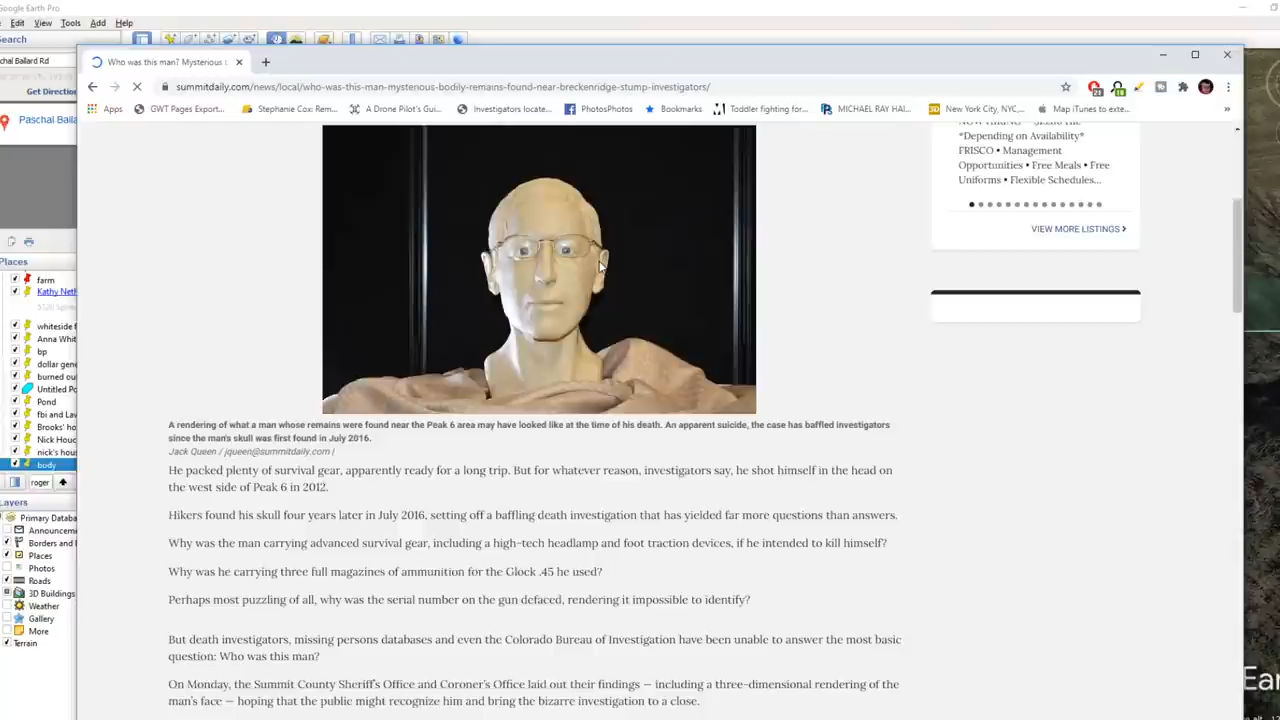 Google Earth Pro
Edit View Tools Add Help
Search
chal Ballard Rd
Get Direction
Paschal Balla
Places
farm
Kathy Neth
whiteside
Anna Whit
bp
dollar gene
burned ou
Untitled Po
Pond
fbi and Law
Brooks' ho
Nick Houc
nick's hous
body
roger
Layers
Primary Databa
Announcem
Borders and
Places
Photos
Roads
3D Buildings
Weather
Gallery
More
Terrain
Who was this man? Mysterious
summitdaily.com/news/local/who-was-this-man-mysterious-bodily-remains-found-near-breckenridge-stump-investigators/
Apps GWT Pages Export... Stephanie Cox: Rem... A Drone Pilot's Gui... Investigators locate... PhotosPhotos Bookmarks Toddler fighting for... MICHAEL RAY HAI... New York City, NYC,... Map iTunes to exte...
*Depending on Availability*
FRISCO • Management
Opportunities • Free Meals • Free
Uniforms • Flexible Schedules...
VIEW MORE LISTINGS
A rendering of what a man whose remains were found near the Peak 6 area may have looked like at the time of his death. An apparent suicide, the case has baffled investigators
since the man's skull was first found in July 2016.
Jack Queen / jqueen@summitdaily.com |
He packed plenty of survival gear, apparently ready for a long trip. But for whatever reason, investigators say, he shot himself in the head on
the west side of Peak 6 in 2012.
Hikers found his skull four years later in July 2016, setting off a baffling death investigation that has yielded far more questions than answers.
Why was the man carrying advanced survival gear, including a high-tech headlamp and foot traction devices, if he intended to kill himself?
Why was he carrying three full magazines of ammunition for the Glock .45 he used?
Perhaps most puzzling of all, why was the serial number on the gun defaced, rendering it impossible to identify?
But death investigators, missing persons databases and even the Colorado Bureau of Investigation have been unable to answer the most basic
question: Who was this man?
On Monday, the Summit County Sheriff's Office and Coroner's Office laid out their findings — including a three-dimensional rendering of the
man's face — hoping that the public might recognize him and bring the bizarre investigation to a close.
Ear